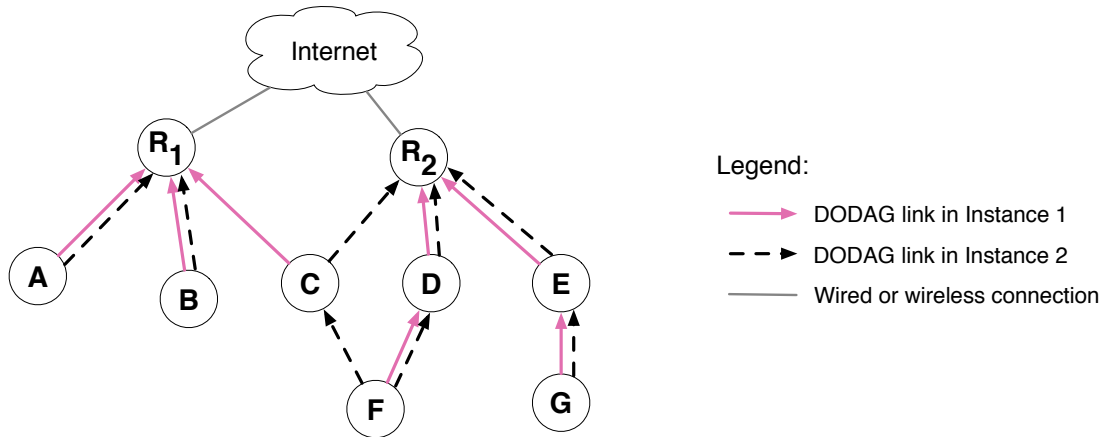 Internet
R1
R2
A
B
C
D
E
F
G
Legend:
DODAG link in Instance 1
DODAG link in Instance 2
Wired or wireless connection